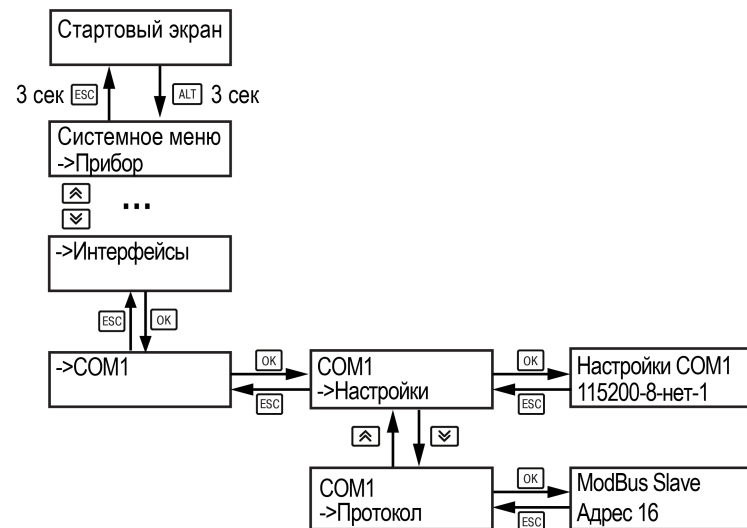 Стартовый экран
3 сек ESC ALT 3 сек
Системное меню
->Прибор
...
->Интерфейсы
ESC OK
->COM1
OK
ESC
COM1
->Настройки
OK
ESC
Настройки COM1
115200-8-нет-1
COM1
->Протокол
OK
ESC
ModBus Slave
Адрес 16